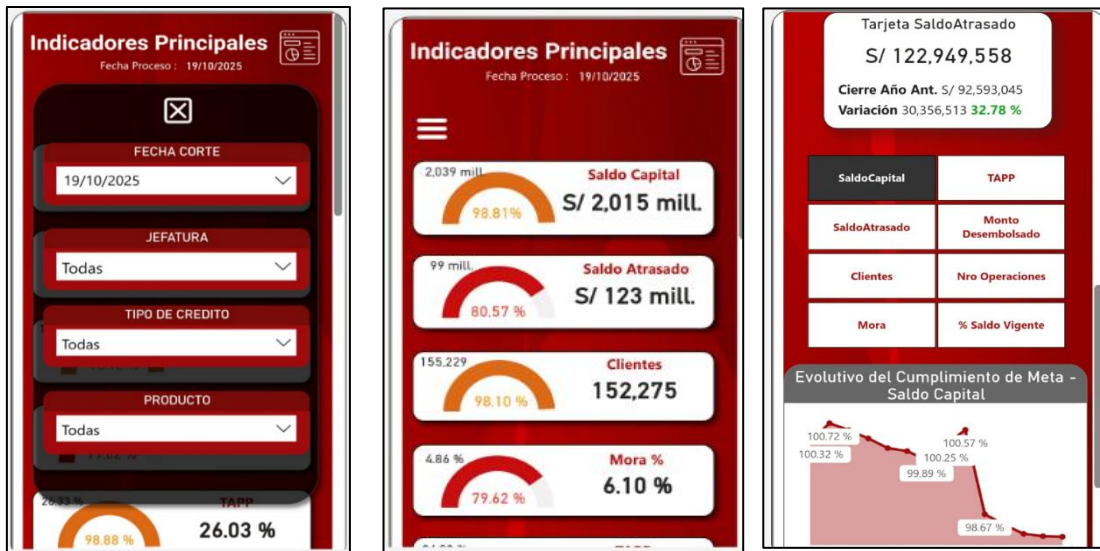 Indicadores Principales
Fecha Proceso : 19/10/2025
FECHA CORTE
19/10/2025
JEFATURA
Todas
TIPO DE CREDITO
Todas
PRODUCTO
Todas
26.33 %
TAPP
98.88 %
26.03 %
Indicadores Principales
Fecha Proceso : 19/10/2025
2,039 mill.
Saldo Capital
98.81%
S/ 2,015 mill.
99 mill.
Saldo Atrasado
80.57 %
S/ 123 mill.
155,229
Clientes
98.10 %
152,275
4.86 %
Mora %
79.62 %
6.10 %
Tarjeta SaldoAtrasado
S/ 122,949,558
Cierre Año Ant. S/ 92,593,045
Variación 30,356,513 32.78 %
SaldoCapital
TAPP
SaldoAtrasado
Monto
Desembolsado
Clientes
Nro Operaciones
Mora
% Saldo Vigente
Evolutivo del Cumplimiento de Meta -
Saldo Capital
100.72 %
100.57 %
100.32 %
100.25 %
99.89 %
98.67 %